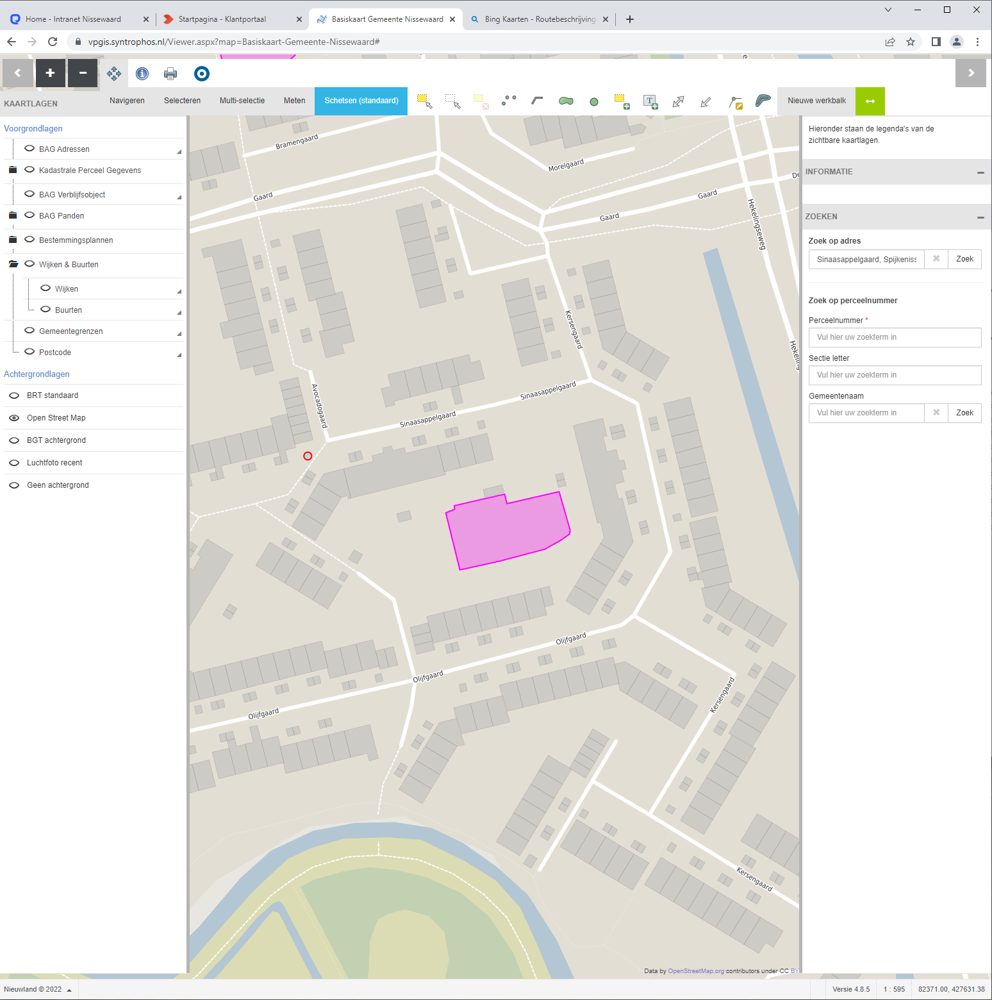 Home - Intranet Nissewaard
Startpagina - Klantportaal
Basiskaart Gemeente Nissewaard
Bing Kaarten - Routebeschrijving
vpgis.syntrophos.nl/Viewer.aspx?map=Basiskaart-Gemeente-Nissewaard#
KAARTLAGEN
Navigeren
Selecteren
Multi-selectie
Meten
Schetsen (standaard)
T
Nieuwe werkbalk
Voorgrondlagen
BAG Adressen
Kadastrale Perceel Gegevens
BAG Verblijfsobject
BAG Panden
Bestemmingsplannen
Wijken & Buurten
Wijken
Buurten
Gemeentegrenzen
Postcode
Achtergrondlagen
BRT standaard
Open Street Map
BGT achtergrond
Luchtfoto recent
Geen achtergrond
Bramengaard
Morelgaard
Gaard
Gaard
Gaard
De
Hekelingseweg
Hekeling
Kersengaard
Avocadogaard
Sinaasappelgaard
Sinaasappelgaard
Olijfgaard
Olijfgaard
Olijfgaard
Kersengaard
Kersengaard
Data by OpenStreetMap.org contributors under CC BY
Hieronder staan de legenda's van de
zichtbare kaartlagen.
INFORMATIE
ZOEKEN
Zoek op adres
Sinaasappelgaard, Spijkeniss
Zoek
Zoek op perceelnummer
Perceelnummer *
Vul hier uw zoekterm in
Sectie letter
Vul hier uw zoekterm in
Gemeentenaam
Vul hier uw zoekterm in
Zoek
Nieuwland © 2022
Versie 4.8.5
1 : 595
82371.00, 427631.38